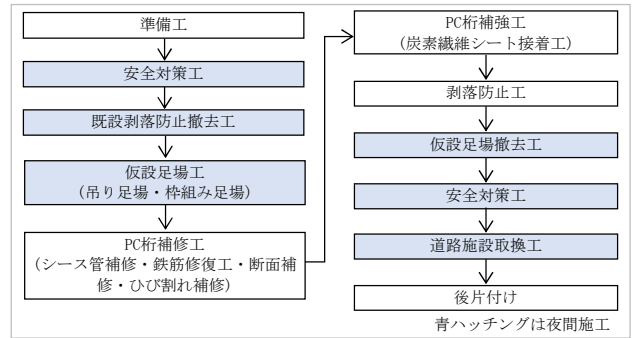 準備工
安全対策工
既設剥落防止撤去工
仮設足場工
(吊り足場・枠組み足場)
PC桁補修工
(シース管補修・鉄筋修復工・断面補
修・ひび割れ補修)
PC桁補強工
(炭素繊維シート接着工)
剥落防止工
仮設足場撤去工
安全対策工
道路施設取換工
後片付け
青ハッチングは夜間施工